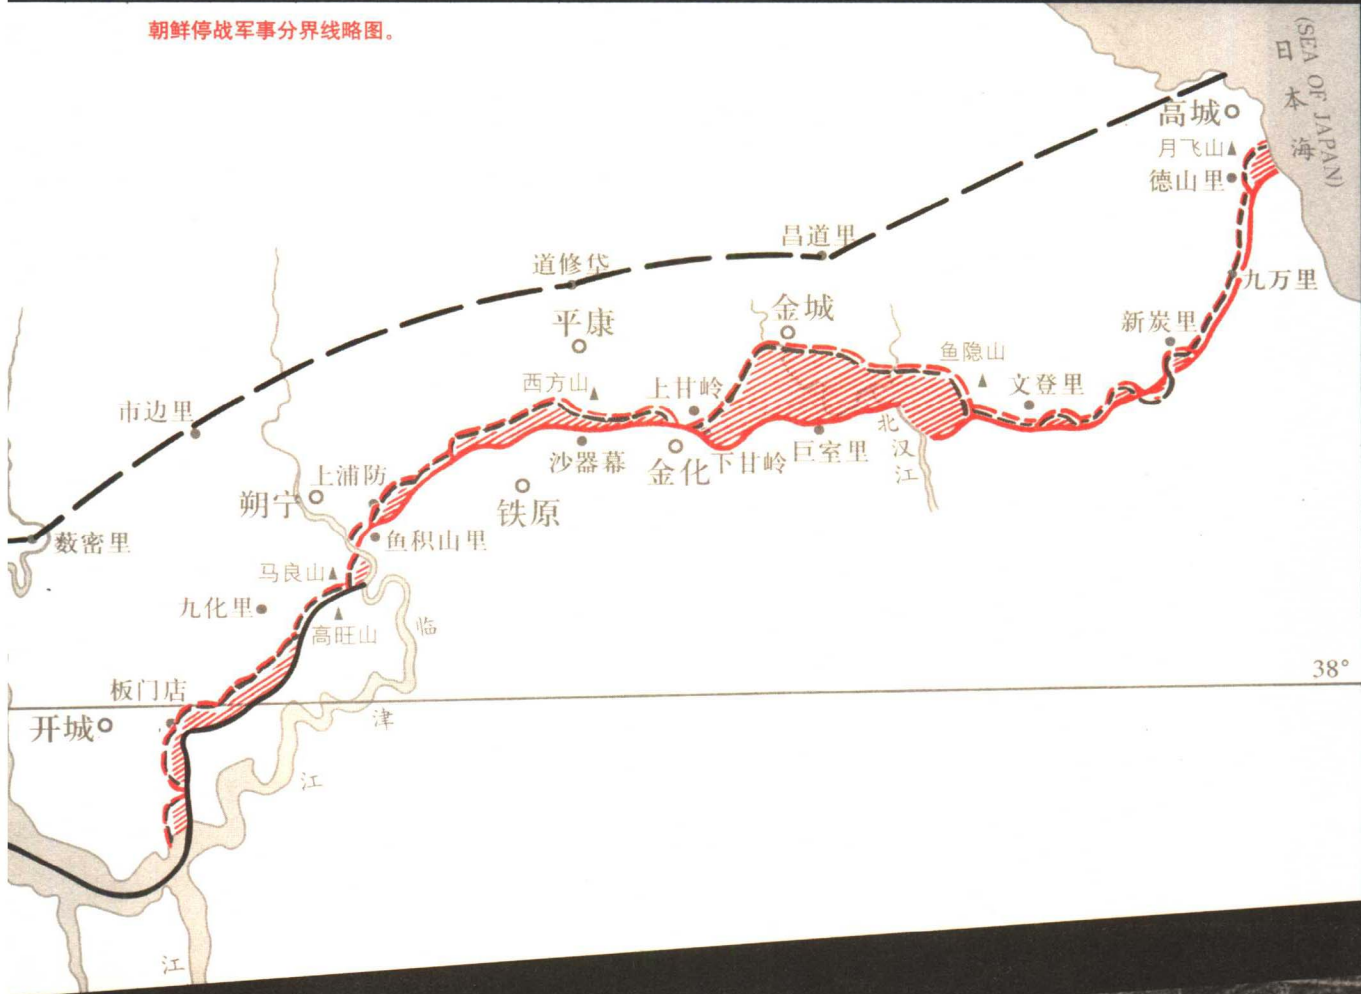 朝鲜停战军事分界线略图。
(SEA OF JAPAN)
日本海
高城
月飞山
德山里
昌道里
道修岱
九万里
金城
平康
新炭里
鱼隐山
西方山
上甘岭
文登里
市边里
北汉江
沙器幕
金化
下甘岭
巨室里
上浦防
朔宁
铁原
薮密里
鱼积山里
马良山
九化里
高旺山
临津江
38°
板门店
开城
江